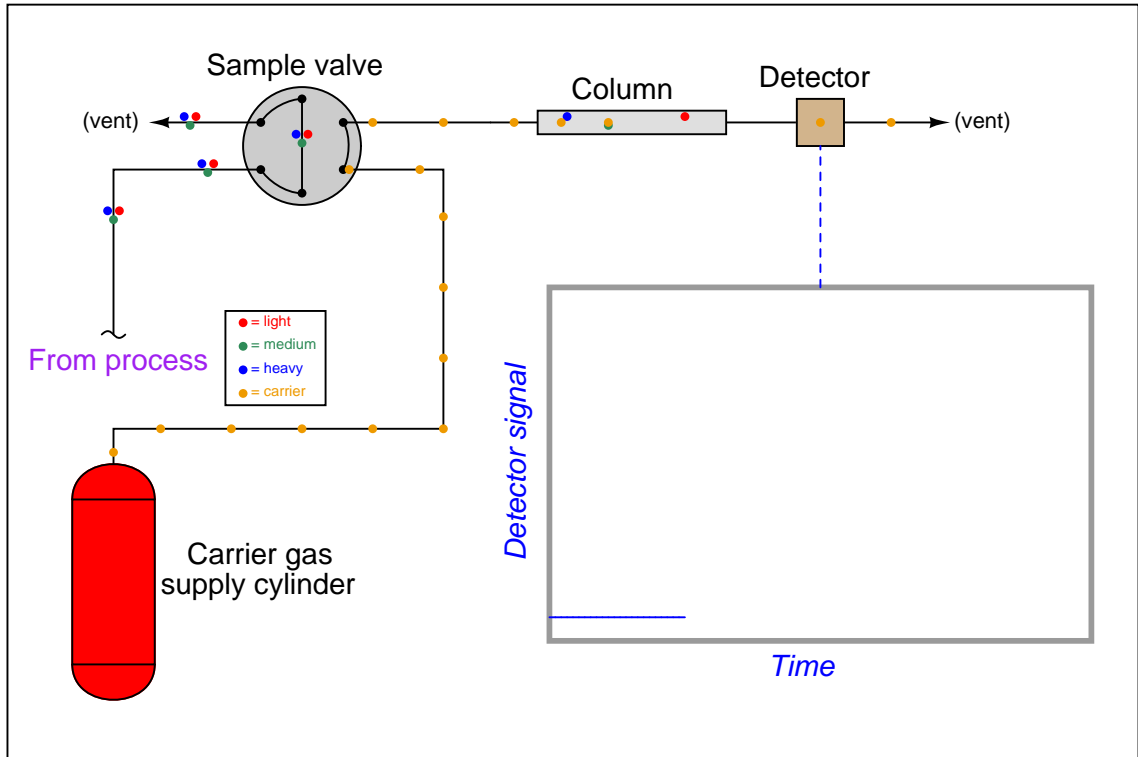 Sample valve
Column
Detector
(vent)
(vent)
= light
= medium
= heavy
= carrier
From process
Detector signal
Carrier gas
supply cylinder
Time